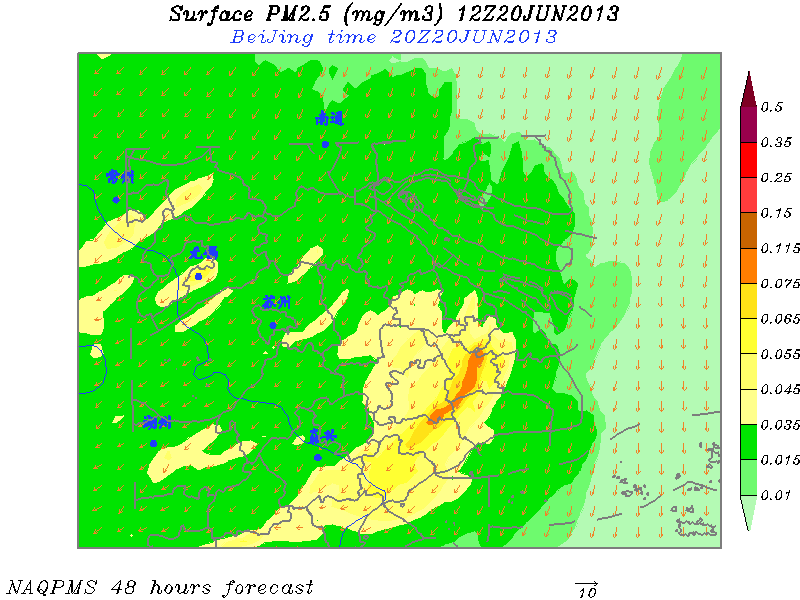 Surface PM2.5 (mg/m3) 12Z20JUN2013
BeiJing time 20Z20JUN2013
南通
常州
无锡
苏州
湖州
嘉兴
0.5
0.35
0.25
0.15
0.115
0.075
0.065
0.055
0.045
0.035
0.015
0.01
NAQPMS 48 hours forecast
10